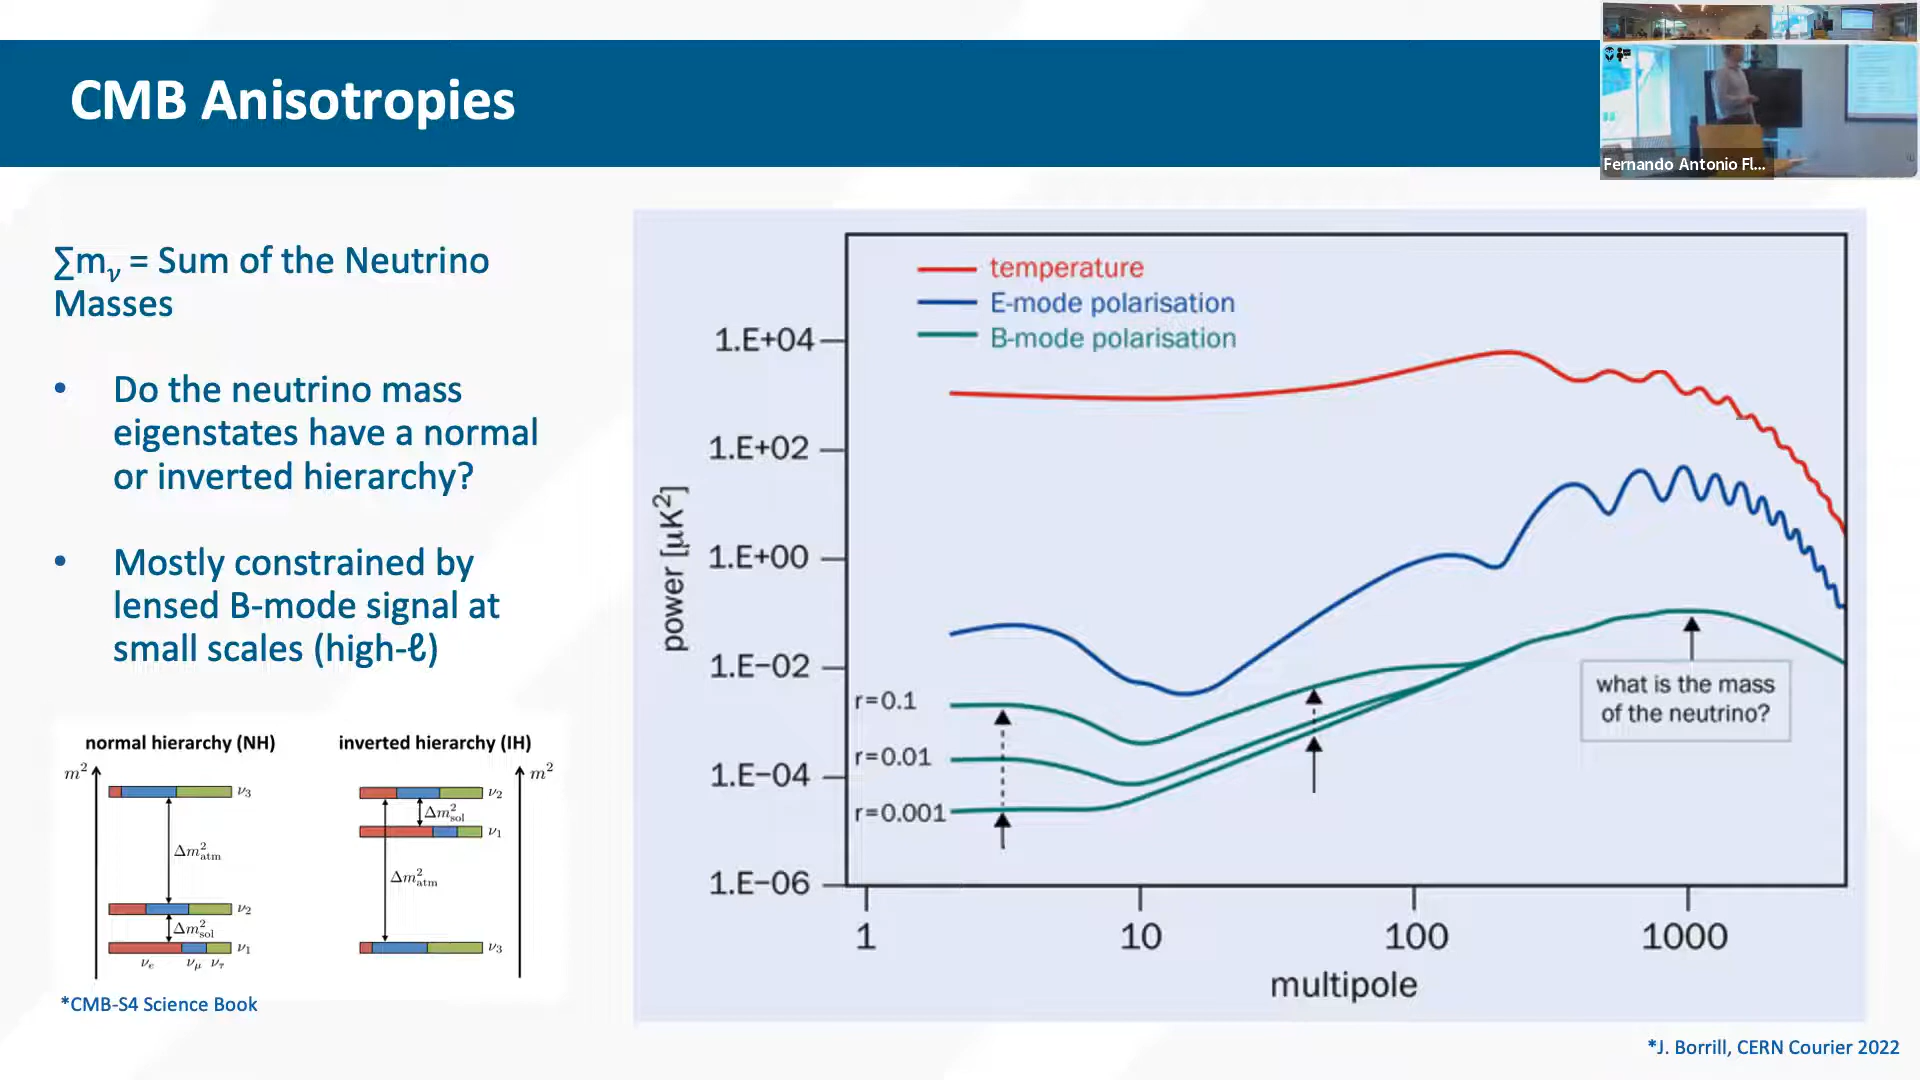 CMB Anisotropies
Fernando Antonio Fl...
∑mν = Sum of the Neutrino
Masses
• Do the neutrino mass
eigenstates have a normal
or inverted hierarchy?
• Mostly constrained by
lensed B-mode signal at
small scales (high-ℓ)
normal hierarchy (NH)
inverted hierarchy (IH)
m²
ν₃
Δm²atm
ν₂
Δm²sol
ν₁
νe νμ ντ
m²
ν₂
Δm²sol
ν₁
Δm²atm
ν₃
*CMB-S4 Science Book
temperature
E-mode polarisation
B-mode polarisation
power [μK²]
1.E+04
1.E+02
1.E+00
1.E−02
1.E−04
1.E−06
r=0.1
r=0.01
r=0.001
what is the mass
of the neutrino?
1 10 100 1000
multipole
*J. Borrill, CERN Courier 2022